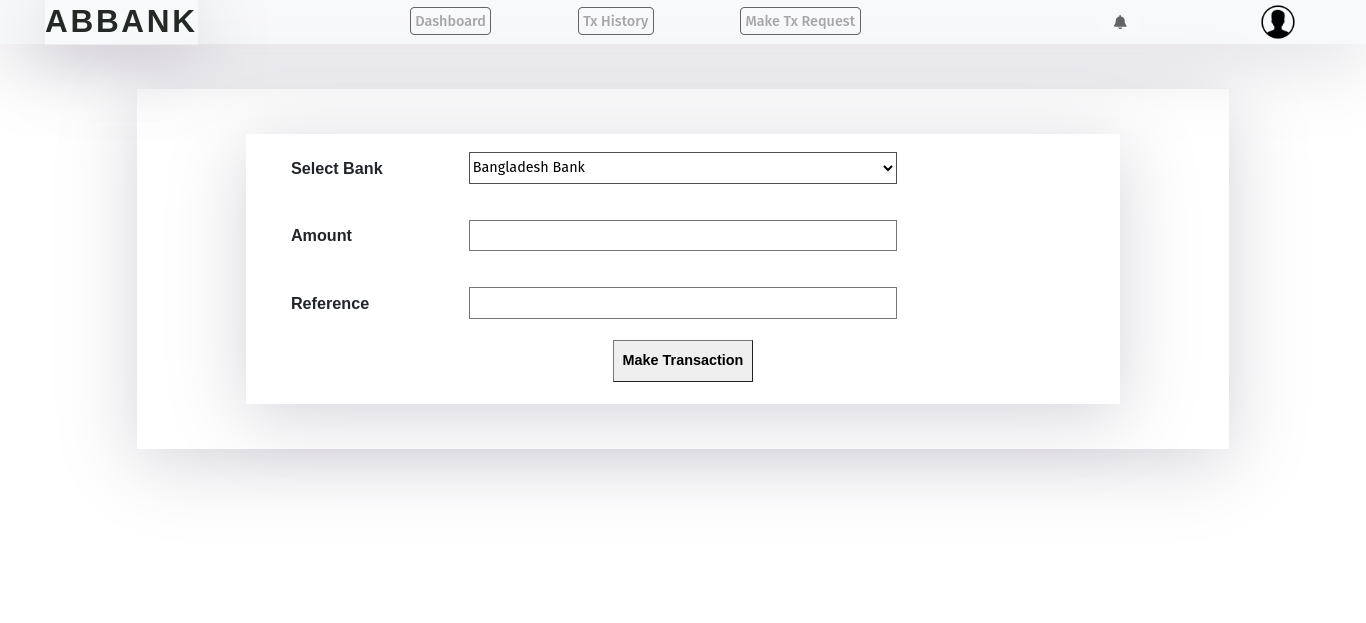 ABBANK
Dashboard
Tx History
Make Tx Request
Select Bank
Bangladesh Bank
Amount
Reference
Make Transaction